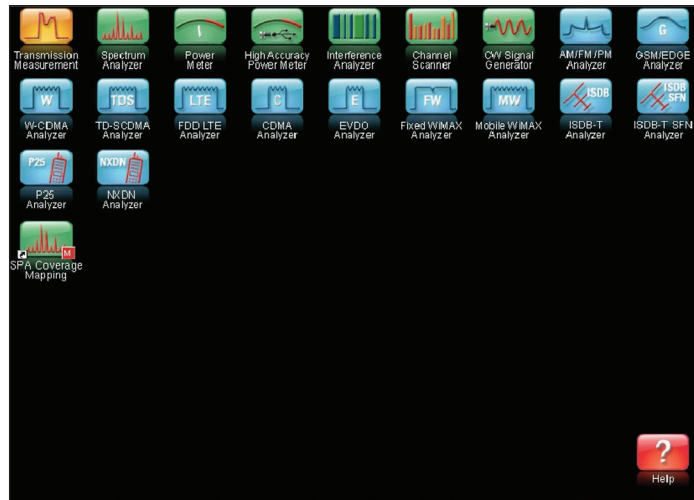 Transmission
Measurement
Spectrum
Analyzer
Power
Meter
High Accuracy
Power Meter
Interference
Analyzer
Channel
Scanner
CW Signal
Generator
AM/FM/PM
Analyzer
G
GSM/EDGE
Analyzer
W
W-CDMA
Analyzer
TDS
TD-SCDMA
Analyzer
LTE
FDD LTE
Analyzer
C
CDMA
Analyzer
E
EVDO
Analyzer
FW
Fixed WiMAX
Analyzer
MW
Mobile WiMAX
Analyzer
ISDB
ISDB-T
Analyzer
ISDB
SFN
ISDB-T SFN
Analyzer
P25
P25
Analyzer
NXDN
NXDN
Analyzer
M
SPA Coverage
Mapping
?
Help